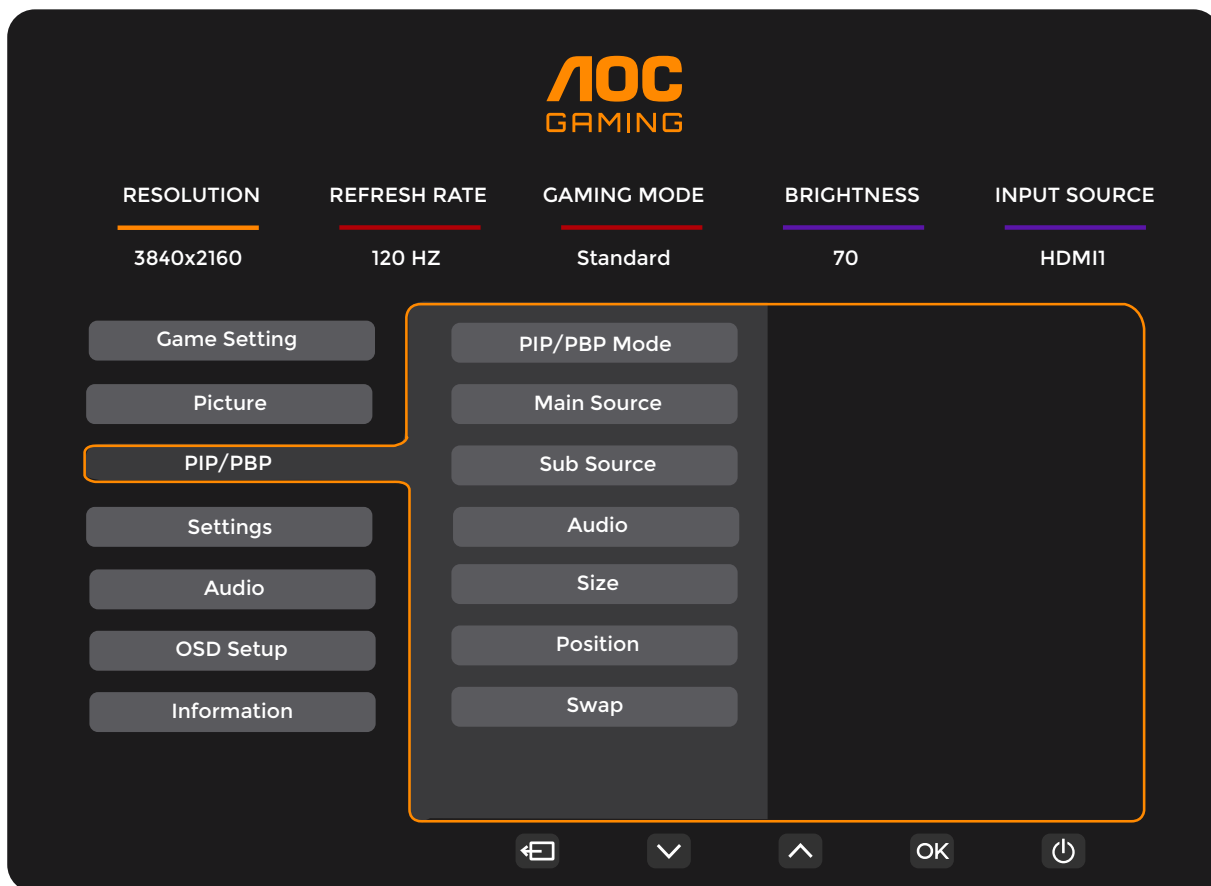 AOC
GAMING
RESOLUTION REFRESH RATE GAMING MODE BRIGHTNESS INPUT SOURCE
3840x2160 120 HZ Standard 70 HDMI1
Game Setting
Picture
PIP/PBP
Settings
Audio
OSD Setup
Information
PIP/PBP Mode
Main Source
Sub Source
Audio
Size
Position
Swap
OK